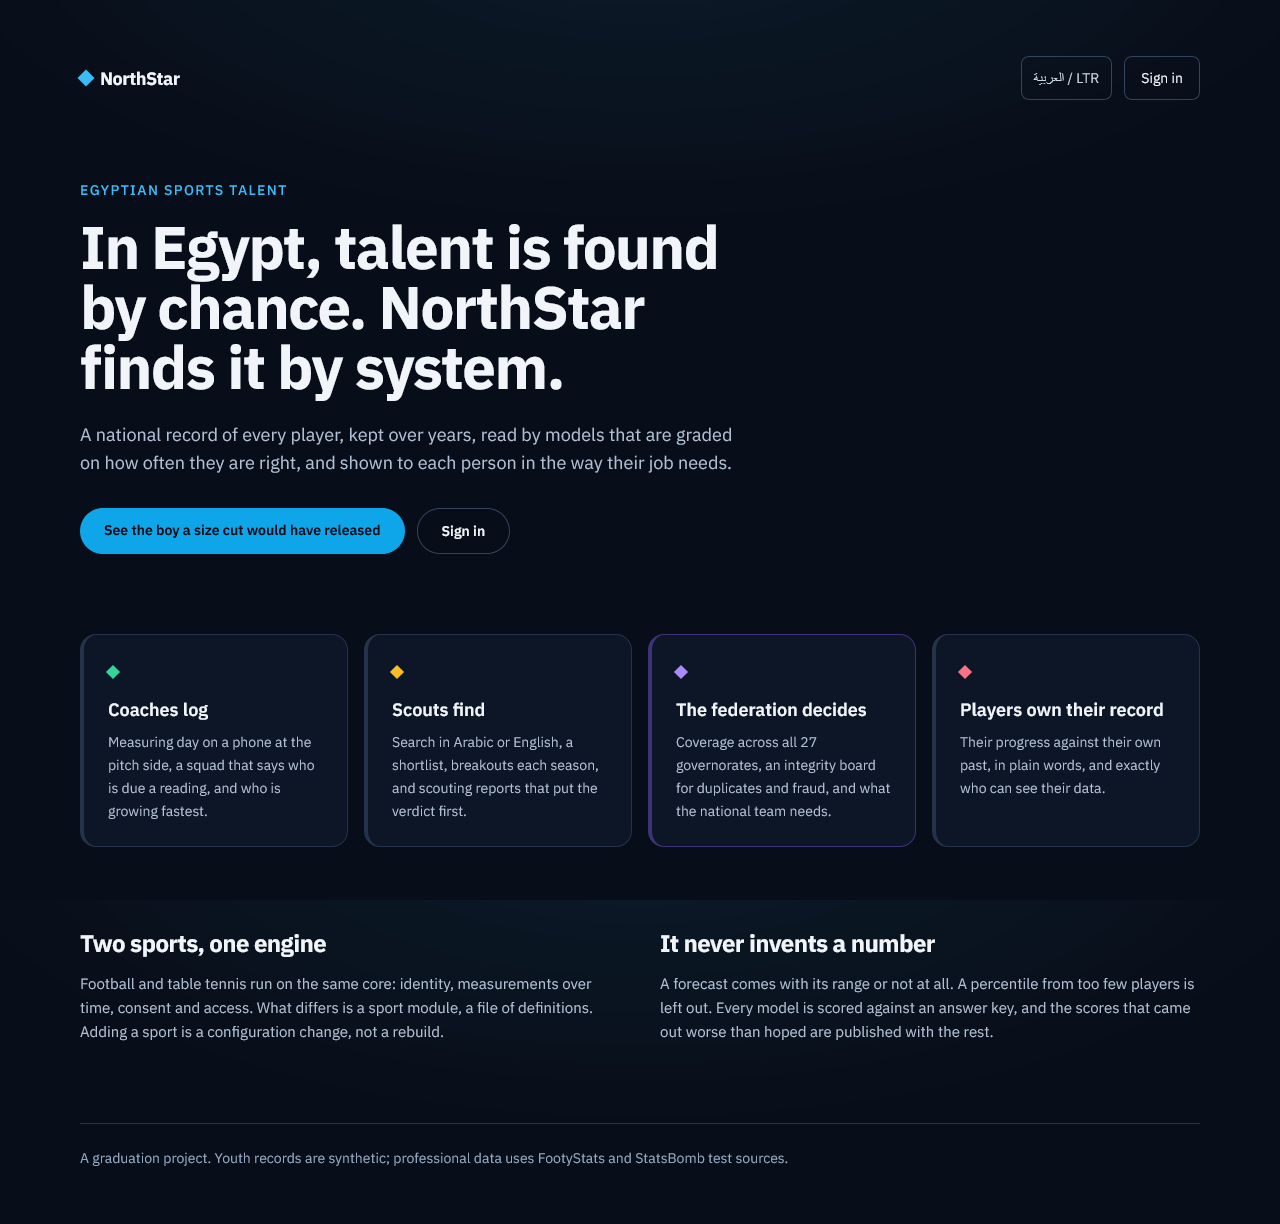 NorthStar
العربية / LTR
Sign in
EGYPTIAN SPORTS TALENT
In Egypt, talent is found
by chance. NorthStar
finds it by system.
A national record of every player, kept over years, read by models that are graded
on how often they are right, and shown to each person in the way their job needs.
See the boy a size cut would have released
Sign in
Coaches log
Measuring day on a phone at the
pitch side, a squad that says who
is due a reading, and who is
growing fastest.
Scouts find
Search in Arabic or English, a
shortlist, breakouts each season,
and scouting reports that put the
verdict first.
The federation decides
Coverage across all 27
governorates, an integrity board
for duplicates and fraud, and what
the national team needs.
Players own their record
Their progress against their own
past, in plain words, and exactly
who can see their data.
Two sports, one engine
Football and table tennis run on the same core: identity, measurements over
time, consent and access. What differs is a sport module, a file of definitions.
Adding a sport is a configuration change, not a rebuild.
It never invents a number
A forecast comes with its range or not at all. A percentile from too few players is
left out. Every model is scored against an answer key, and the scores that came
out worse than hoped are published with the rest.
A graduation project. Youth records are synthetic; professional data uses FootyStats and StatsBomb test sources.